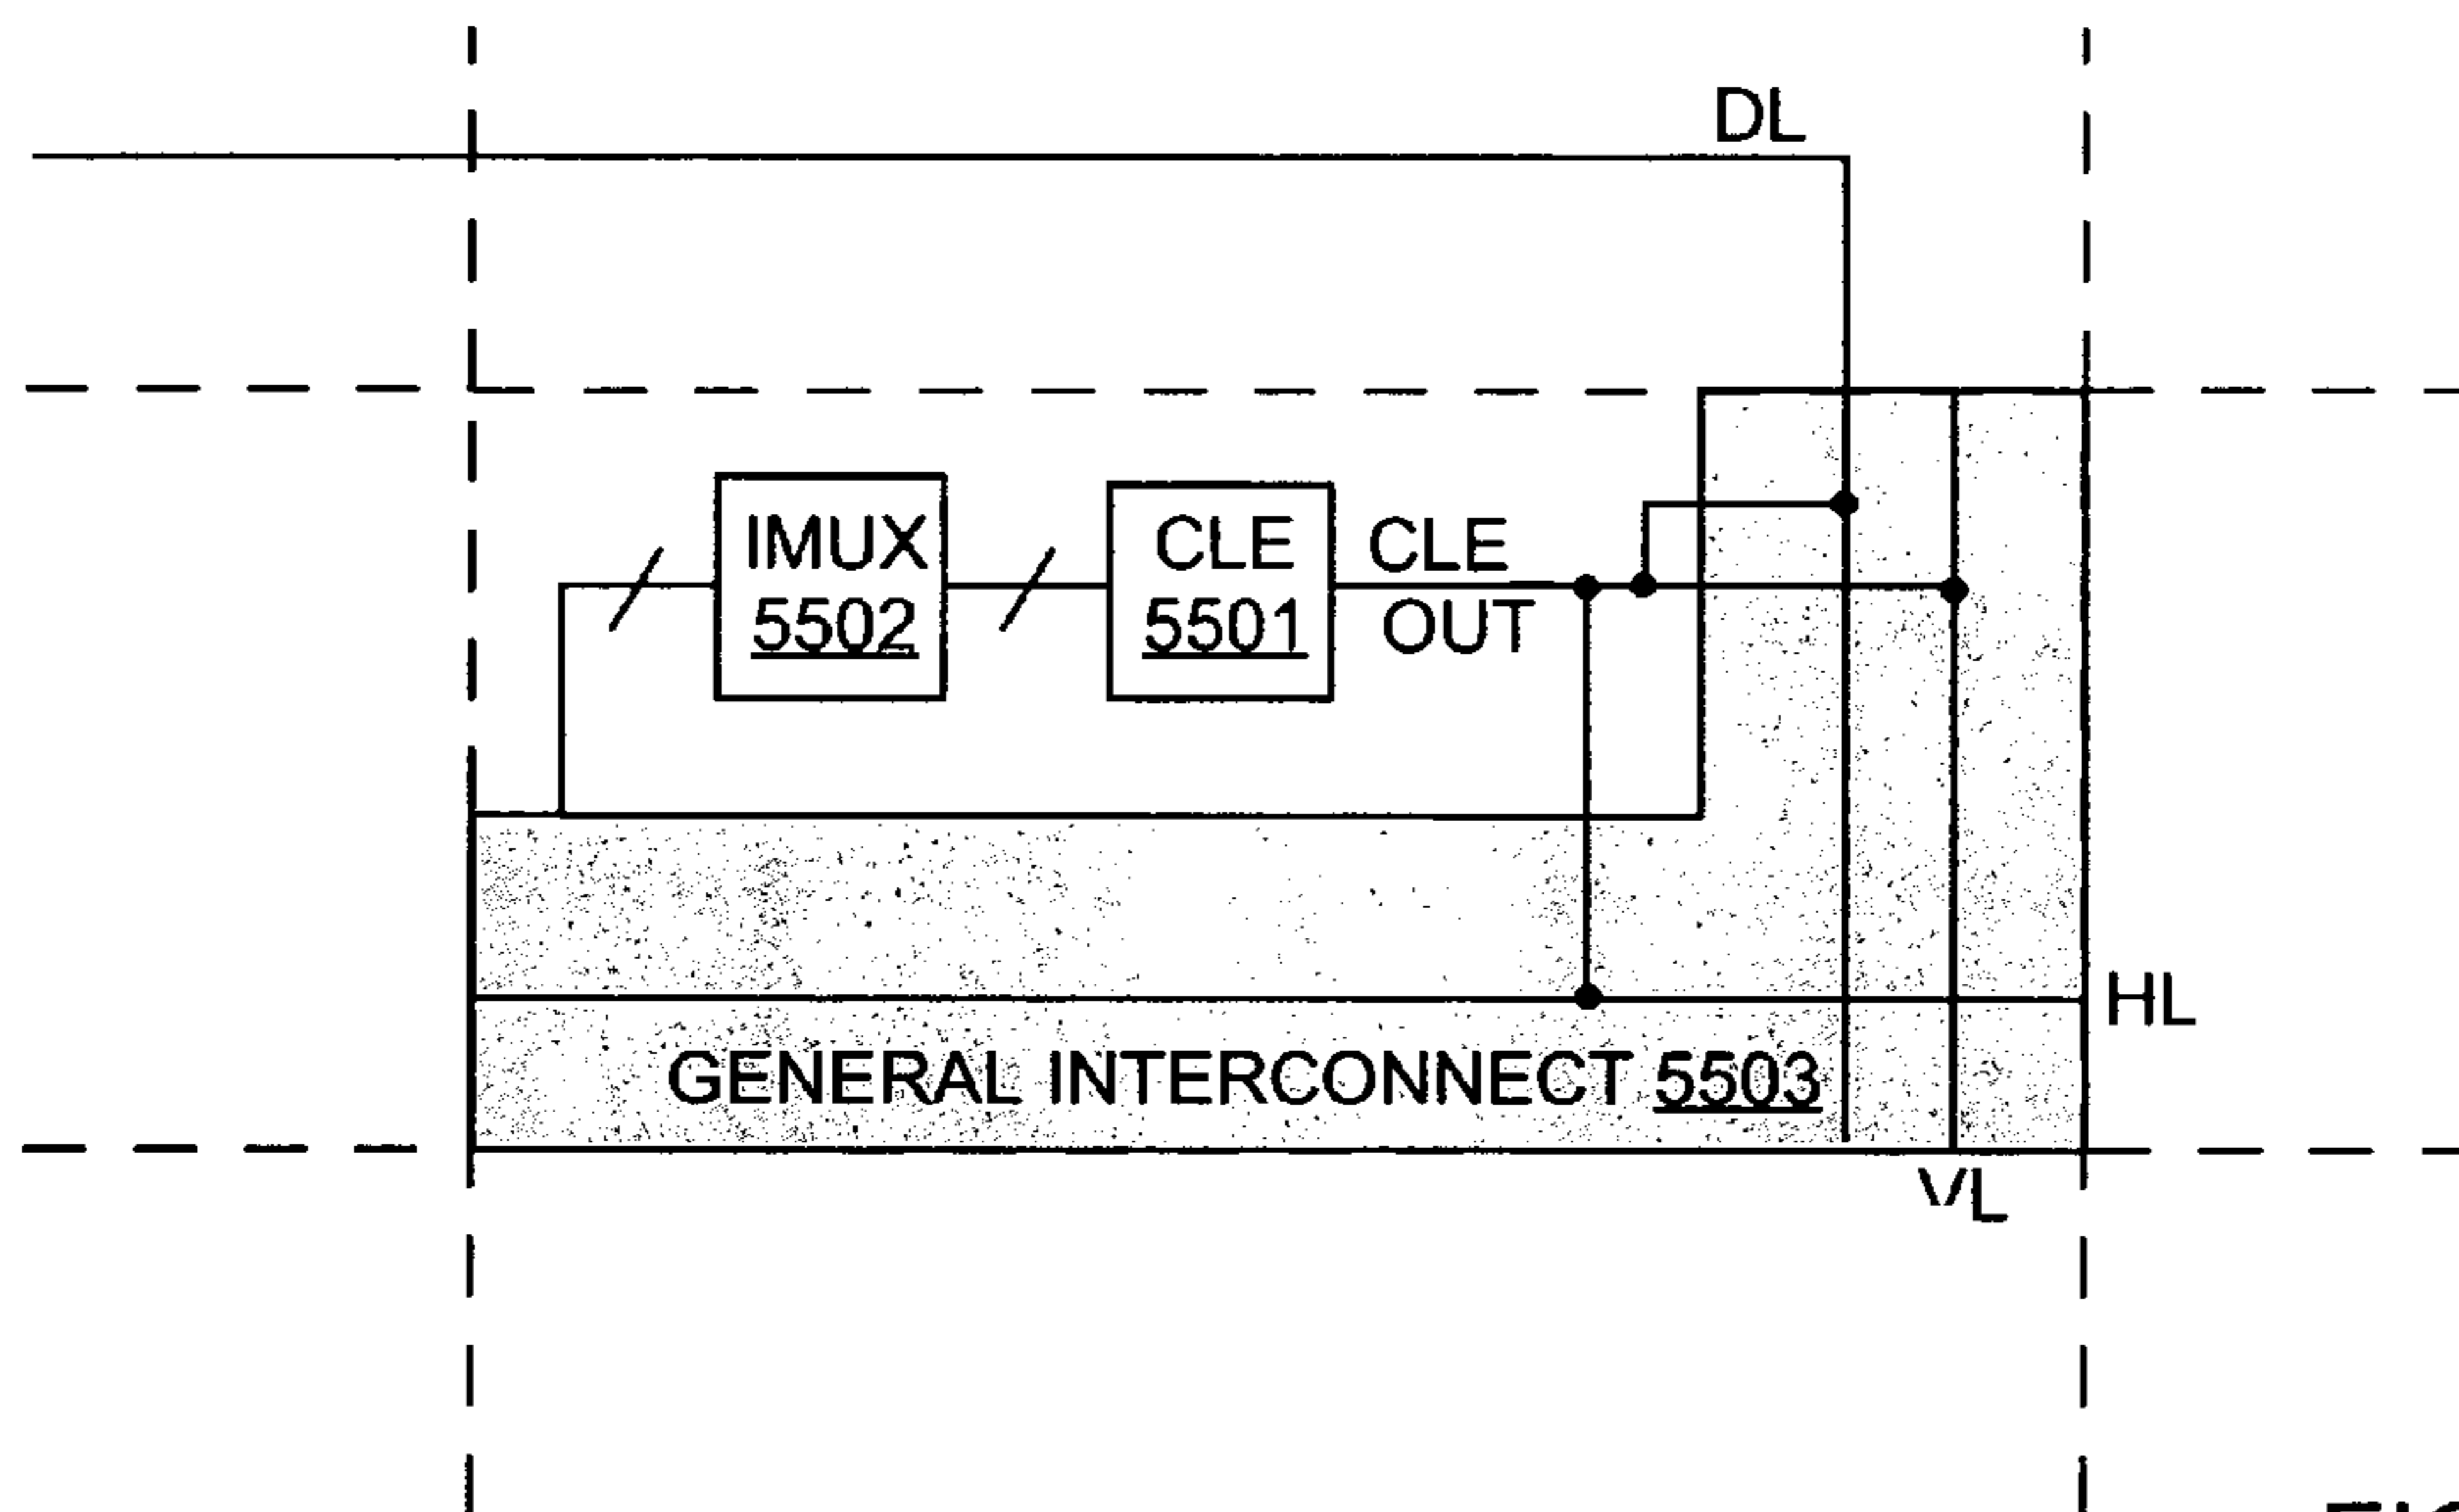 DL
IMUX
5502
CLE
5501
CLE
OUT
HL
GENERAL INTERCONNECT 5503
VL